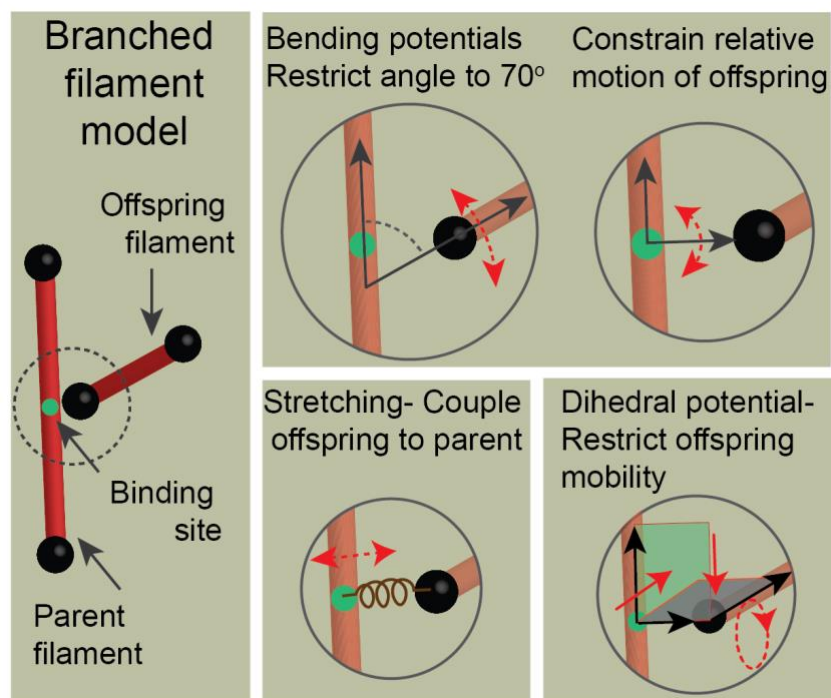 Branched
filament
model
Offspring
filament
Binding
site
Parent
filament
Bending potentials
Restrict angle to 70º
Constrain relative
motion of offspring
Stretching- Couple
offspring to parent
Dihedral potential-
Restrict offspring
mobility